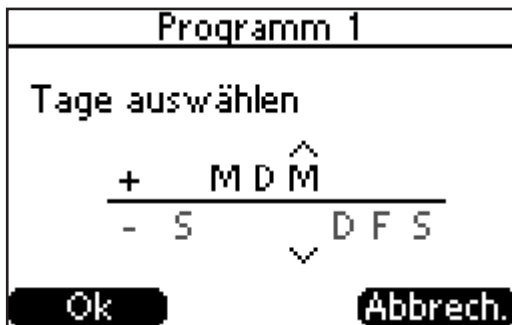 Programm 1
Tage auswählen
+ M D M
- S D F S
Ok Abbrech.